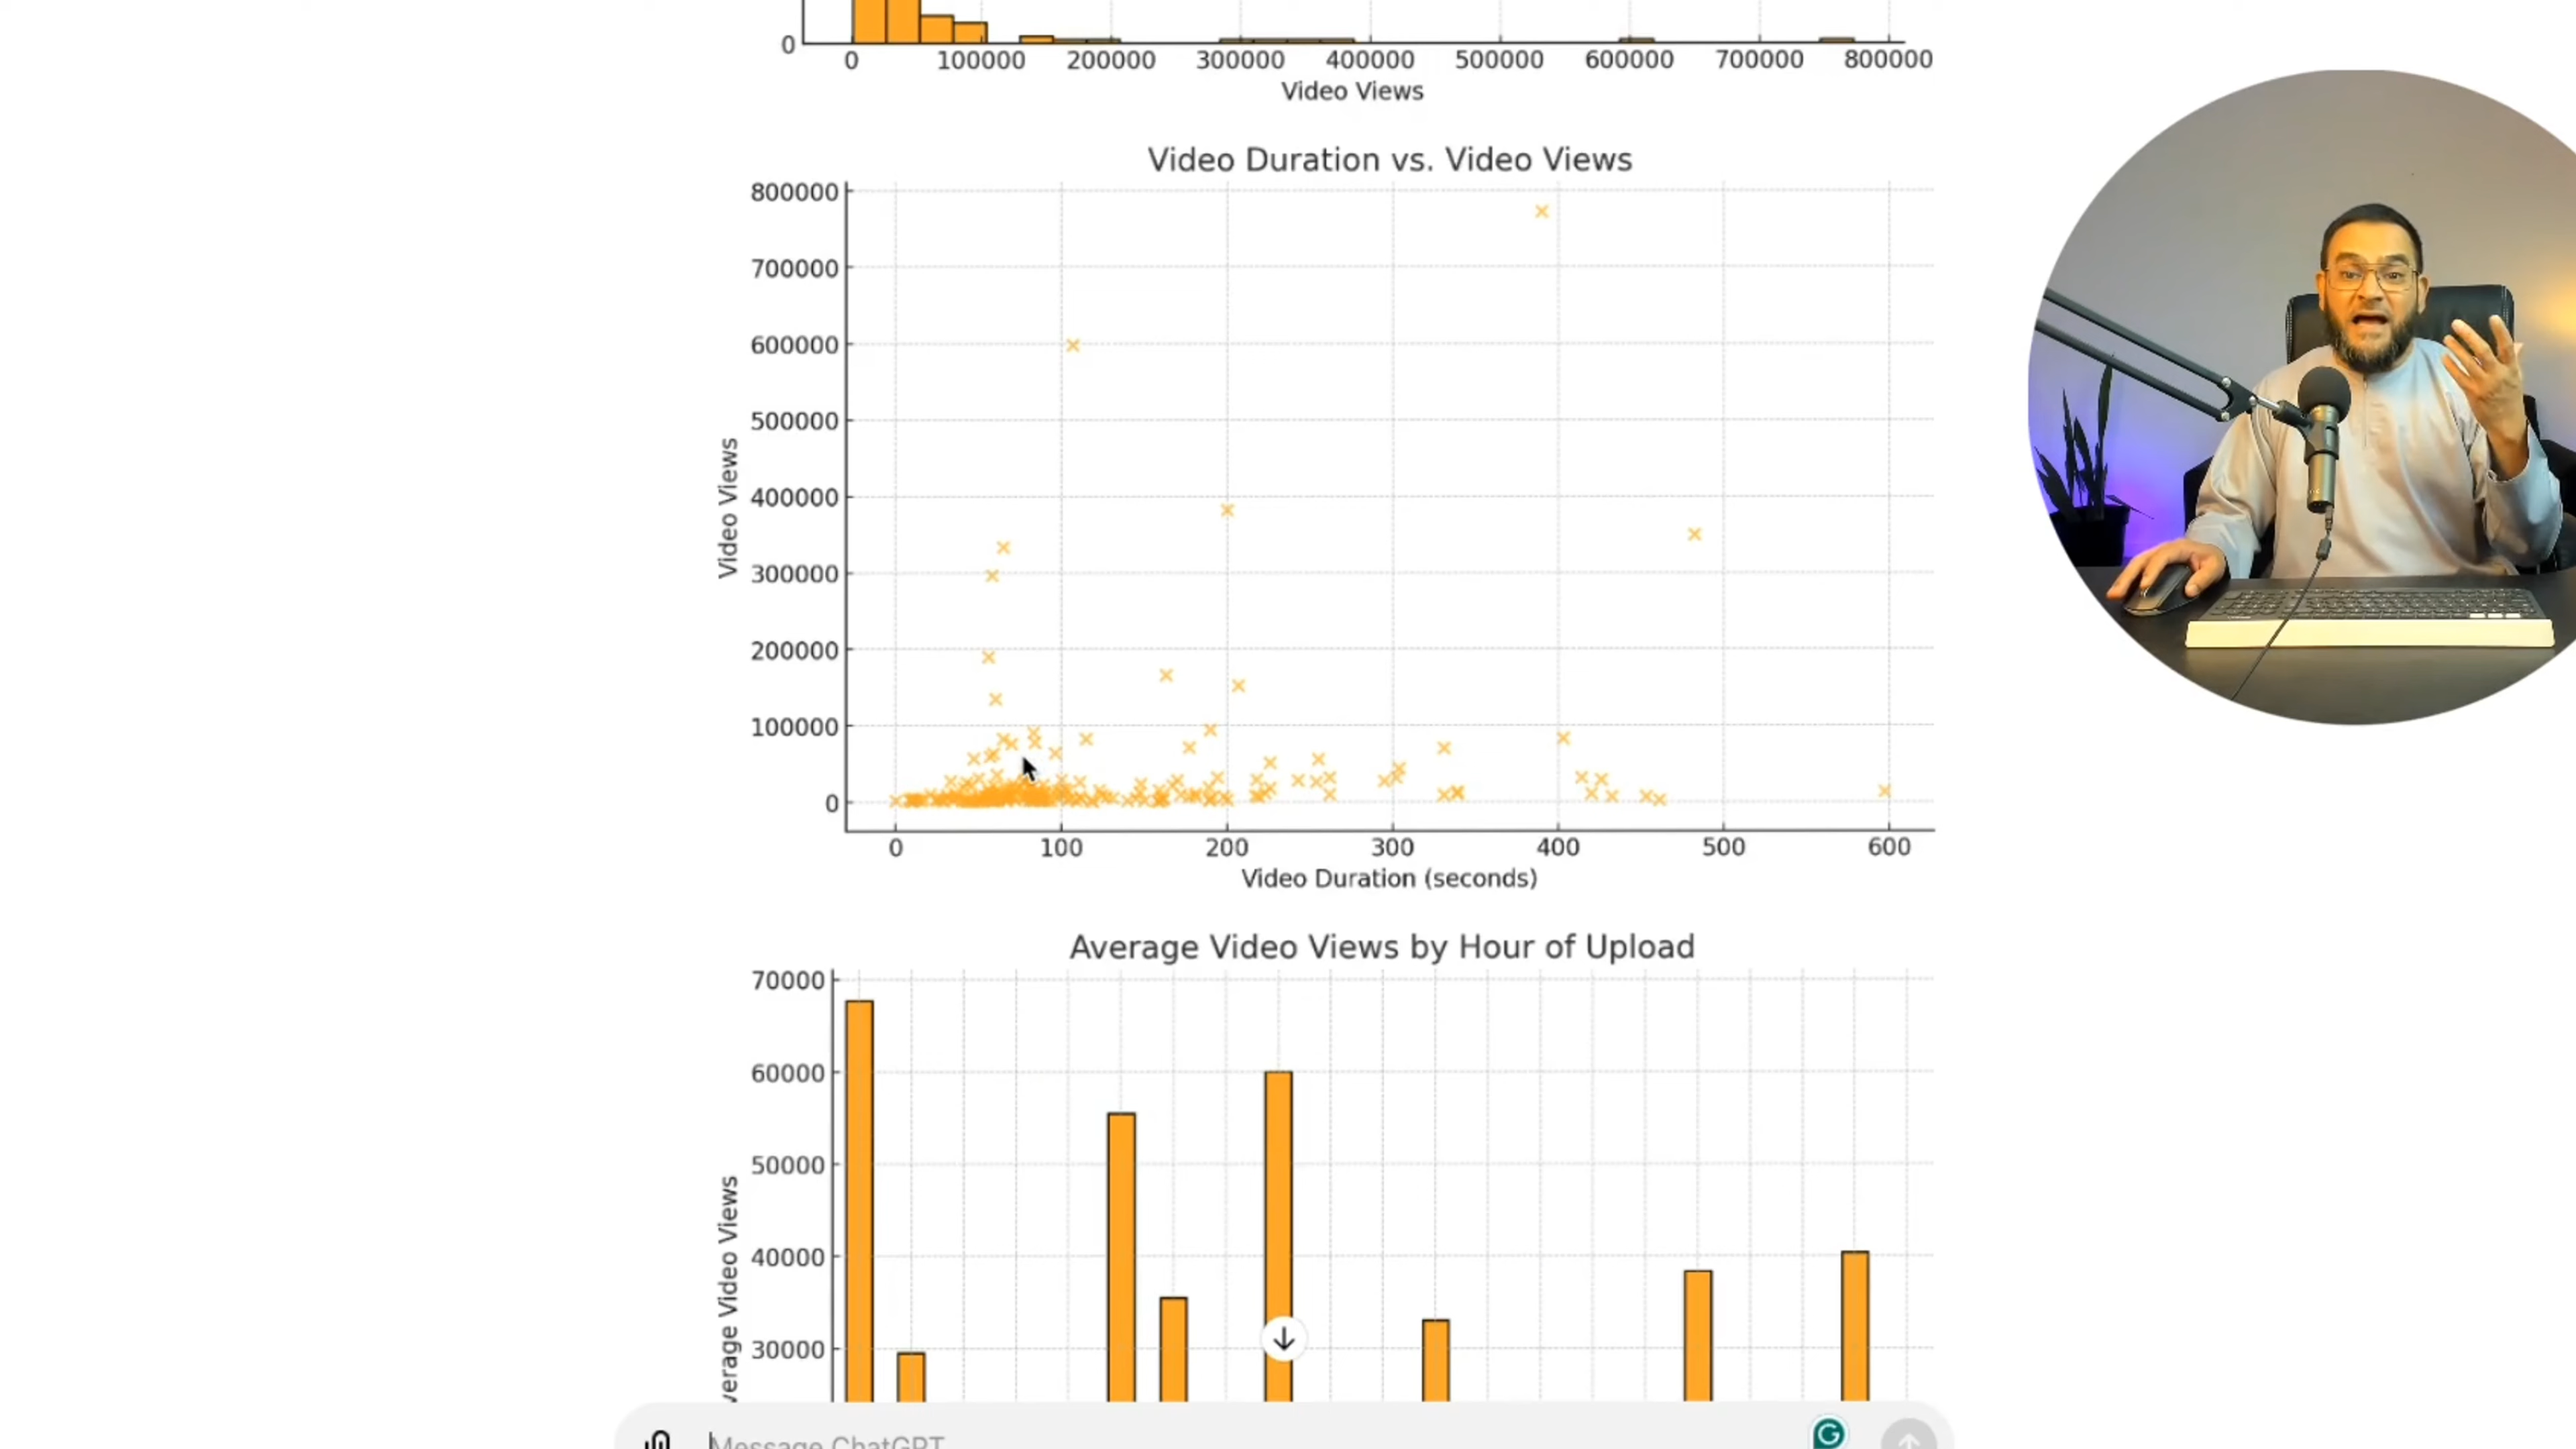 0
0 100000 200000 300000 400000 500000 600000 700000 800000
Video Views
Video Duration vs. Video Views
800000
700000
600000
500000
400000
300000
200000
100000
0
Video Views
0 100 200 300 400 500 600
Video Duration (seconds)
Average Video Views by Hour of Upload
70000
60000
50000
40000
30000
verage Video Views
Message ChatGPT
G